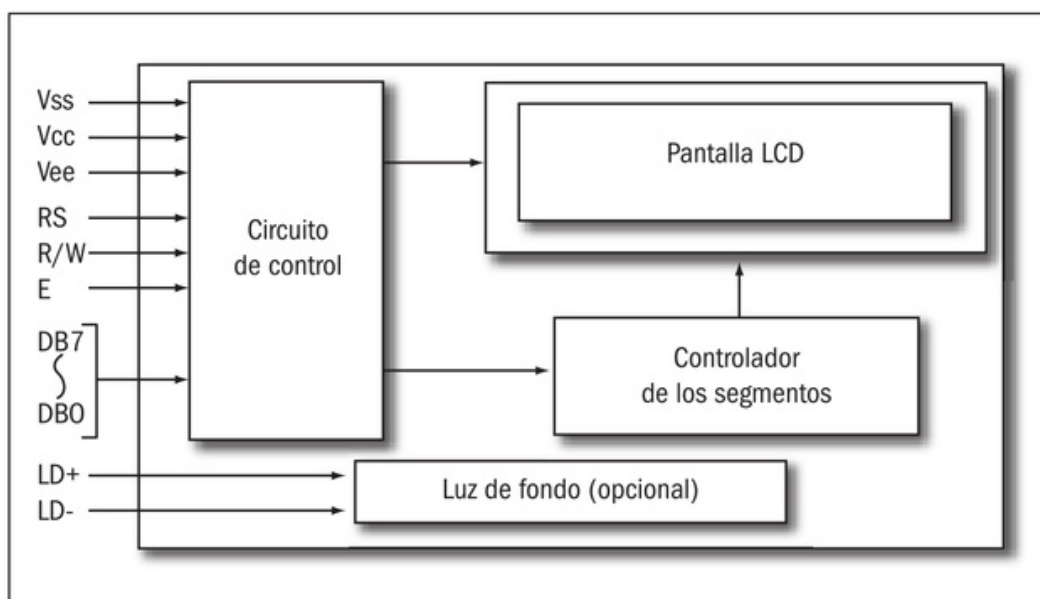 Vss
Vcc
Vee
RS
R/W
E
DB7
DB0
LD+
LD-
Circuito
de control
Pantalla LCD
Controlador
de los segmentos
Luz de fondo (opcional)